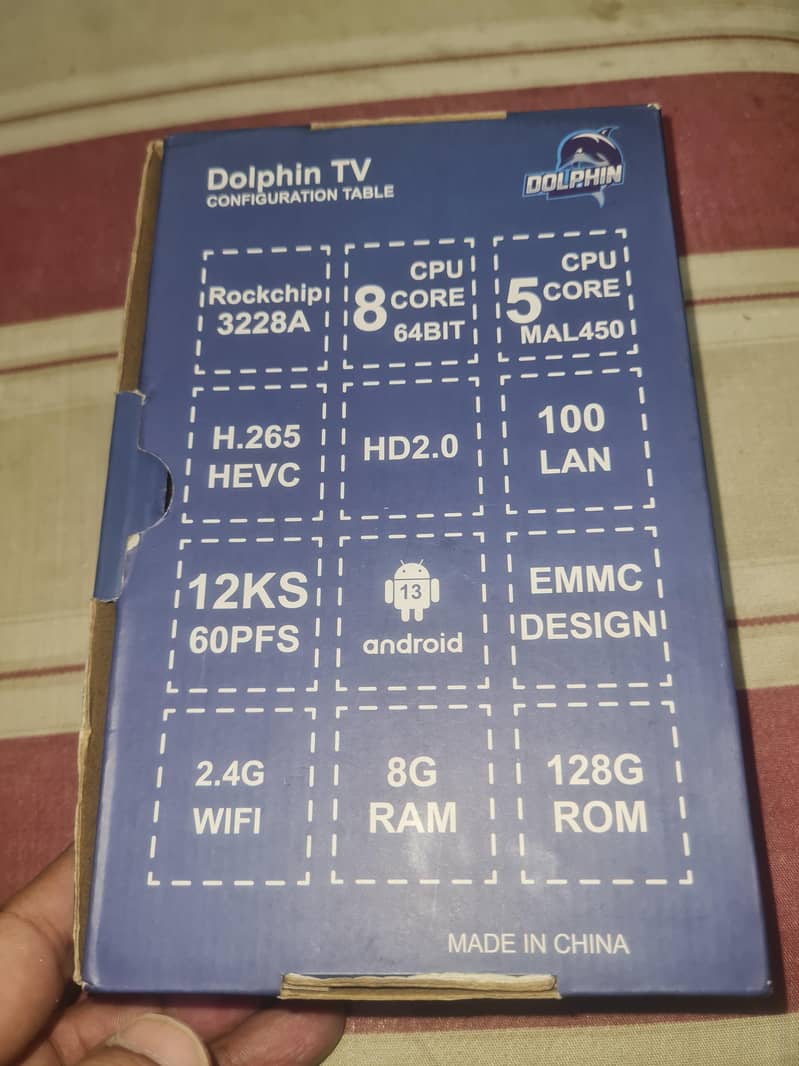 Dolphin TV
CONFIGURATION TABLE
DOLPHIN
Rockchip
3228A
CPU
8 CORE
64BIT
CPU
5 CORE
MAL450
H.265
HEVC
HD2.0
100
LAN
12KS
60PFS
13
android
EMMC
DESIGN
2.4G
WIFI
8G
RAM
128G
ROM
MADE IN CHINA